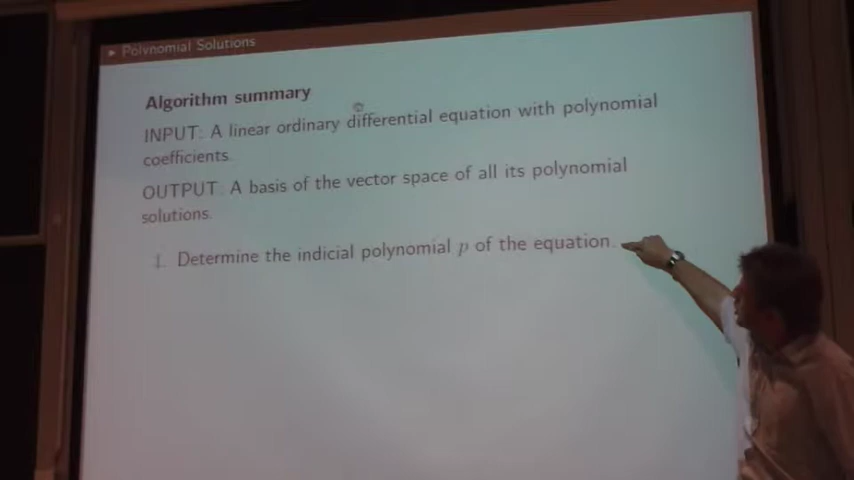 ▸ Polynomial Solutions
Algorithm summary
INPUT: A linear ordinary differential equation with polynomial
coefficients.
OUTPUT: A basis of the vector space of all its polynomial
solutions.
1. Determine the indicial polynomial p of the equation.